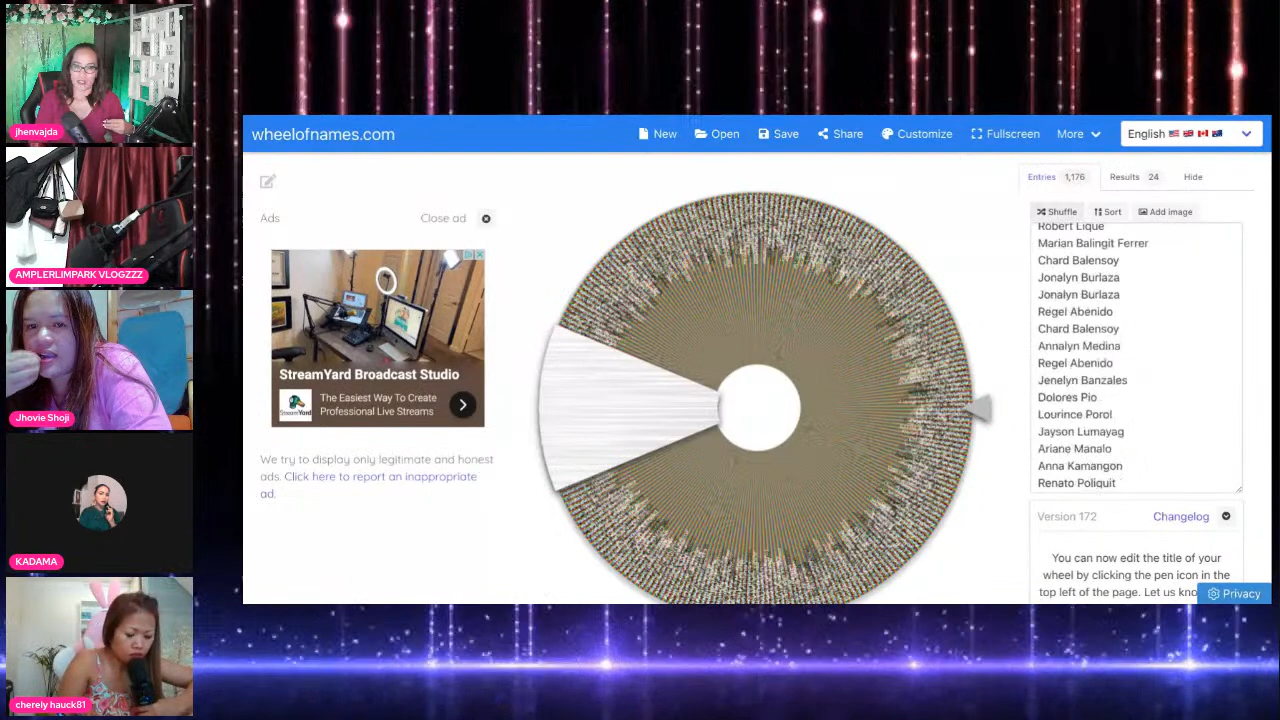 jhenvajda
AMPLERLIMPARK VLOGZZZ
Jhovie Shoji
KADAMA
cherely hauck81
wheelofnames.com
New Open Save Share Customize Fullscreen More English
Ads Close ad
StreamYard Broadcast Studio
The Easiest Way To Create
Professional Live Streams
We try to display only legitimate and honest
ads. Click here to report an inappropriate
ad.
Entries 1,176 Results 24 Hide
Shuffle Sort Add image
Robert Lique
Marian Balingit Ferrer
Chard Balensoy
Jonalyn Burlaza
Jonalyn Burlaza
Regel Abenido
Chard Balensoy
Annalyn Medina
Regel Abenido
Jenelyn Banzales
Dolores Pio
Lourince Porol
Jayson Lumayag
Ariane Manalo
Anna Kamangon
Renato Poliquit
Version 172 Changelog
You can now edit the title of your
wheel by clicking the pen icon in the
top left of the page. Let us
Privacy